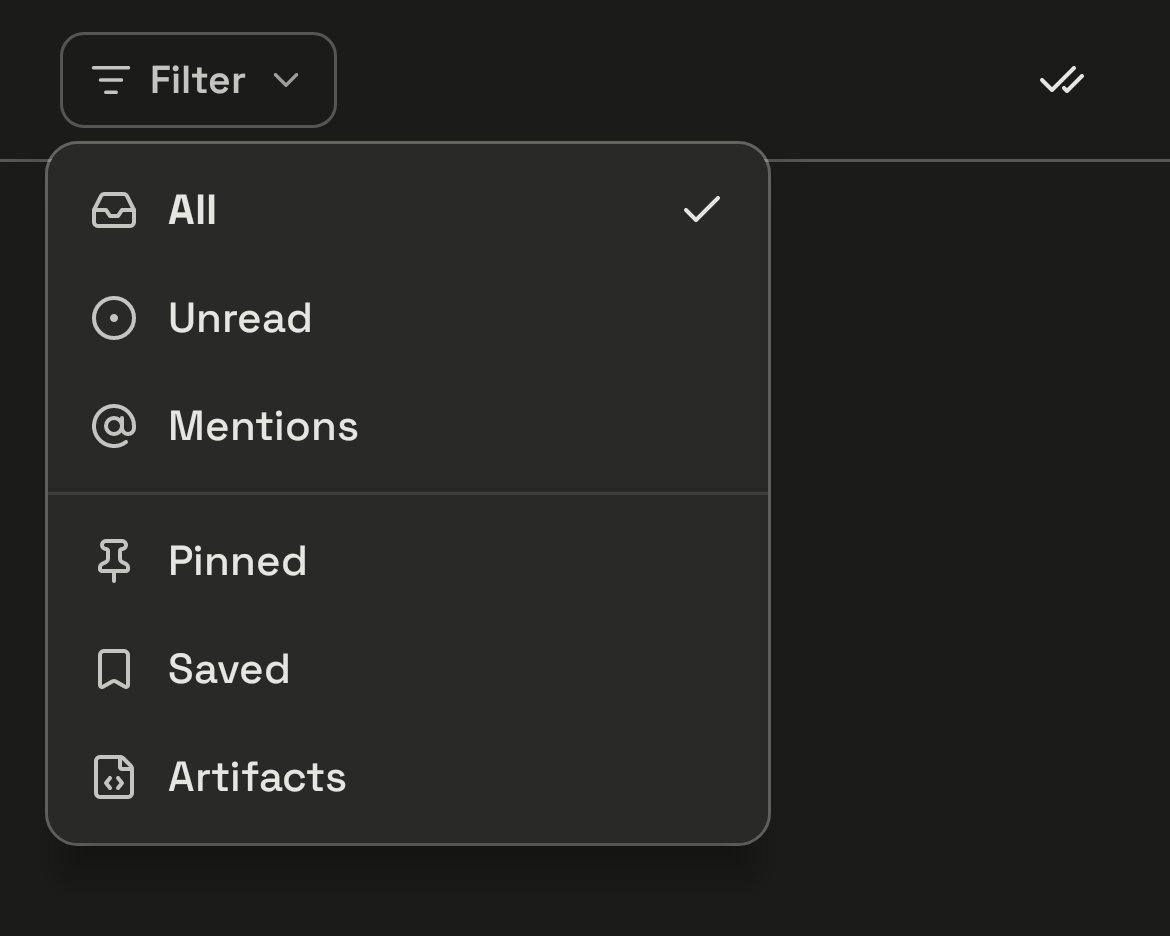 Filter
All
Unread
Mentions
Pinned
Saved
Artifacts